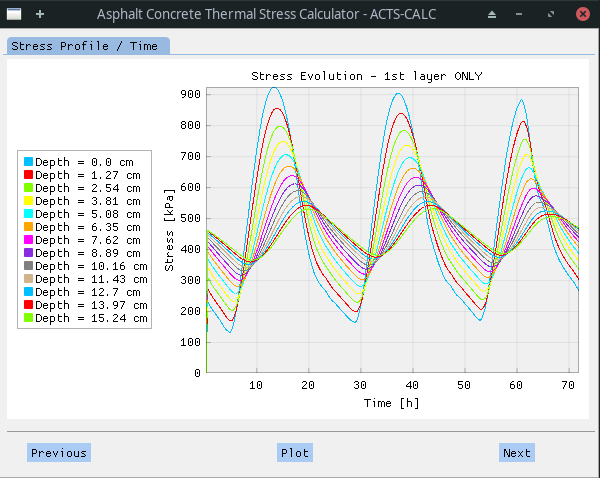 Asphalt Concrete Thermal Stress Calculator - ACTS-CALC
Stress Profile / Time
Stress Evolution - 1st layer ONLY
Depth = 0.0 cm
Depth = 1.27 cm
Depth = 2.54 cm
Depth = 3.81 cm
Depth = 5.08 cm
Depth = 6.35 cm
Depth = 7.62 cm
Depth = 8.89 cm
Depth = 10.16 cm
Depth = 11.43 cm
Depth = 12.7 cm
Depth = 13.97 cm
Depth = 15.24 cm
Stress [kPa]
900
800
700
600
500
400
300
200
100
0
10
20
30
40
50
60
70
Time [h]
Previous
Plot
Next